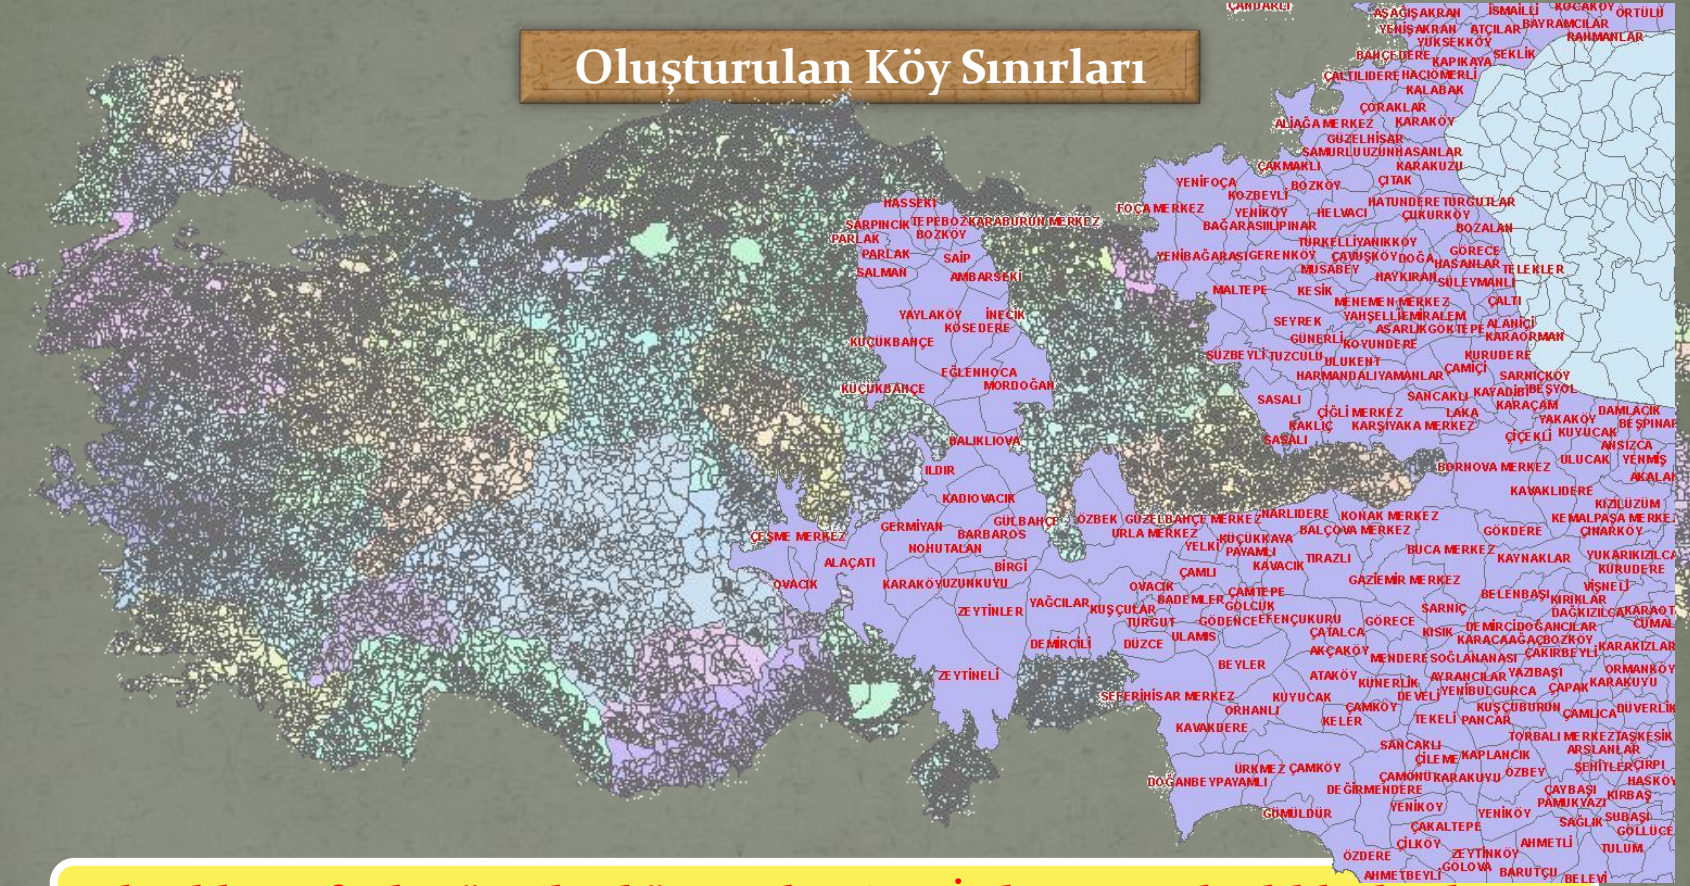 Oluşturulan Köy Sınırları
ÇANDARLI
AŞAĞIŞAKRAN İSMAİLLİ KOCAKÖY ÖRTÜLÜ
YENİŞAKRAN ATÇILAR BAYRAMCILAR
YÜKSEKKÖY RAHMANLAR
BAHÇEDERE KAPIKAYA SEKLİK
ÇALTILIDERE HACIÖMERLİ
KALABAK
ÇORAKLAR
ALİAĞA MERKEZ KARAKÖY
GÜZELHİSAR
SAMURLU UZUNHASANLAR
ÇAKMAKLI KARAKUZU
YENİFOÇA BOZKÖY ÇITAK
KOZBEYLİ
HASSEKİ HATUNDERE TURGUTLAR
FOÇA MERKEZ YENİKÖY HELVACI ÇUKURKÖY
SARPINCIK TEPEBOZ KARABURUN MERKEZ
BAĞARASI ILIPINAR BOZALAN
PARLAK BOZKÖY
TÜRKELLİ YANIKKÖY
PARLAK SAİP YENİBAĞARASI GERENKÖY ÇAVUŞKÖY DOĞA GÖRECE
HASANLAR
SALMAN AMBARSEKİ MUSABEY HAYKIRAN TELEKLER
SÜLEYMANLI
MALTEPE KESİK
MENEMEN MERKEZ ÇALTI
YAYLAKÖY İNECİK YAHŞELLİ EMİRALEM
KÖSEDERE SEYREK ASARLIK GÖKTEPE ALANİÇİ
KÜÇÜKBAHÇE GÜNERLİ KOYUNDERE KARAORMAN
SÜZBEYLİ TUZCULU ULUKENT KURUDERE
EĞLENHOCA HARMANDALI YAMANLAR ÇAMİÇİ SARNIÇKÖY
KÜÇÜKBAHÇE MORDOĞAN KAYADİBİ BEŞYOL
SASALI SANCAKLI KARAÇAM
ÇİĞLİ MERKEZ LAKA DAMLACIK
KAKLIÇ KARŞIYAKA MERKEZ YAKAKÖY BEŞPINAR
BALIKLIOVA SASALI ÇİÇEKLİ KUYUCAK
ANSIZCA
ILDIR BORNOVA MERKEZ ULUCAK YENMİŞ
AKALAN
KADIOVACIK KAVAKLIDERE
KIZILÜZÜM
GERMİYAN GÜLBAHÇE ÖZBEK GÜZELBAHÇE MERKEZ NARLIDERE KONAK MERKEZ KEMALPAŞA MERKEZ
ÇEŞME MERKEZ BARBAROS URLA MERKEZ BALÇOVA MERKEZ GÖKDERE ÇINARKÖY
NOHUTALAN YELKİ KÜÇÜKKAYA
PAYAMLI BUCA MERKEZ
ALAÇATI BİRGİ KAVACIK TIRAZLI KAYNAKLAR YUKARIKIZILCA
ÇAMLI KURUDERE
OVACIK KARAKÖY UZUNKUYU OVACIK GAZİEMİR MERKEZ VİŞNELİ
ÇAMTEPE BELENBAŞI
ZEYTİNLER YAĞCILAR KUŞÇULAR BADEMLER GÖLCÜK SARNIÇ KIRIKLAR
TURGUT GÖDENCE EFEMÇUKURU GÖRECE DAĞKIZILCA
DEMİRCİ DOĞANCILAR CUMAL
DEMİRCİLİ DÜZCE ULAMIS ÇATALCA KISIK KARACAAĞAÇ BOZKÖY
AKÇAKÖY ÇAKIRBEYLİ KARAKIZLAR
BEYLER MENDERES OĞLANANASI
ZEYTİNELİ ATAKÖY AYRANCILAR YAZIBAŞI ORMANKÖY
KÜNERLİK KARAKUYU
SEFERİHİSAR MERKEZ KUYUCAK DEVELİ YENİBULGURCA ÇAPAK
ORHANLI ÇAMKÖY KUŞÇUBURUN ÇAMLICA DÜVERLİK
KAVAKDERE KELER TEKELİ PANCAR
TORBALI MERKEZ TAŞKESİK
SANCAKLI ARSLANLAR
ÇİLEME KAPLANCIK
ÜRKMEZ ÇAMKÖY ŞEHİTLER ÇIRPI
DOĞANBEY PAYAMLI ÇAMÖNÜ KARAKUYU ÖZBEY HASKÖY
DEĞİRMENDERE ÇAYBAŞI
PAMUKYAZI KIRBAŞ
GÜMÜLDÜR YENİKÖY YENİKÖY
SAĞLIK SUBAŞI
ÇAKALTEPE GÖLLÜCE
ÇİLKÖY AHMETLİ TULUM
ÖZDERE ZEYTİNKÖY
GÖLOVA
AHMETBEYLİ BARUTÇU BELEVİ